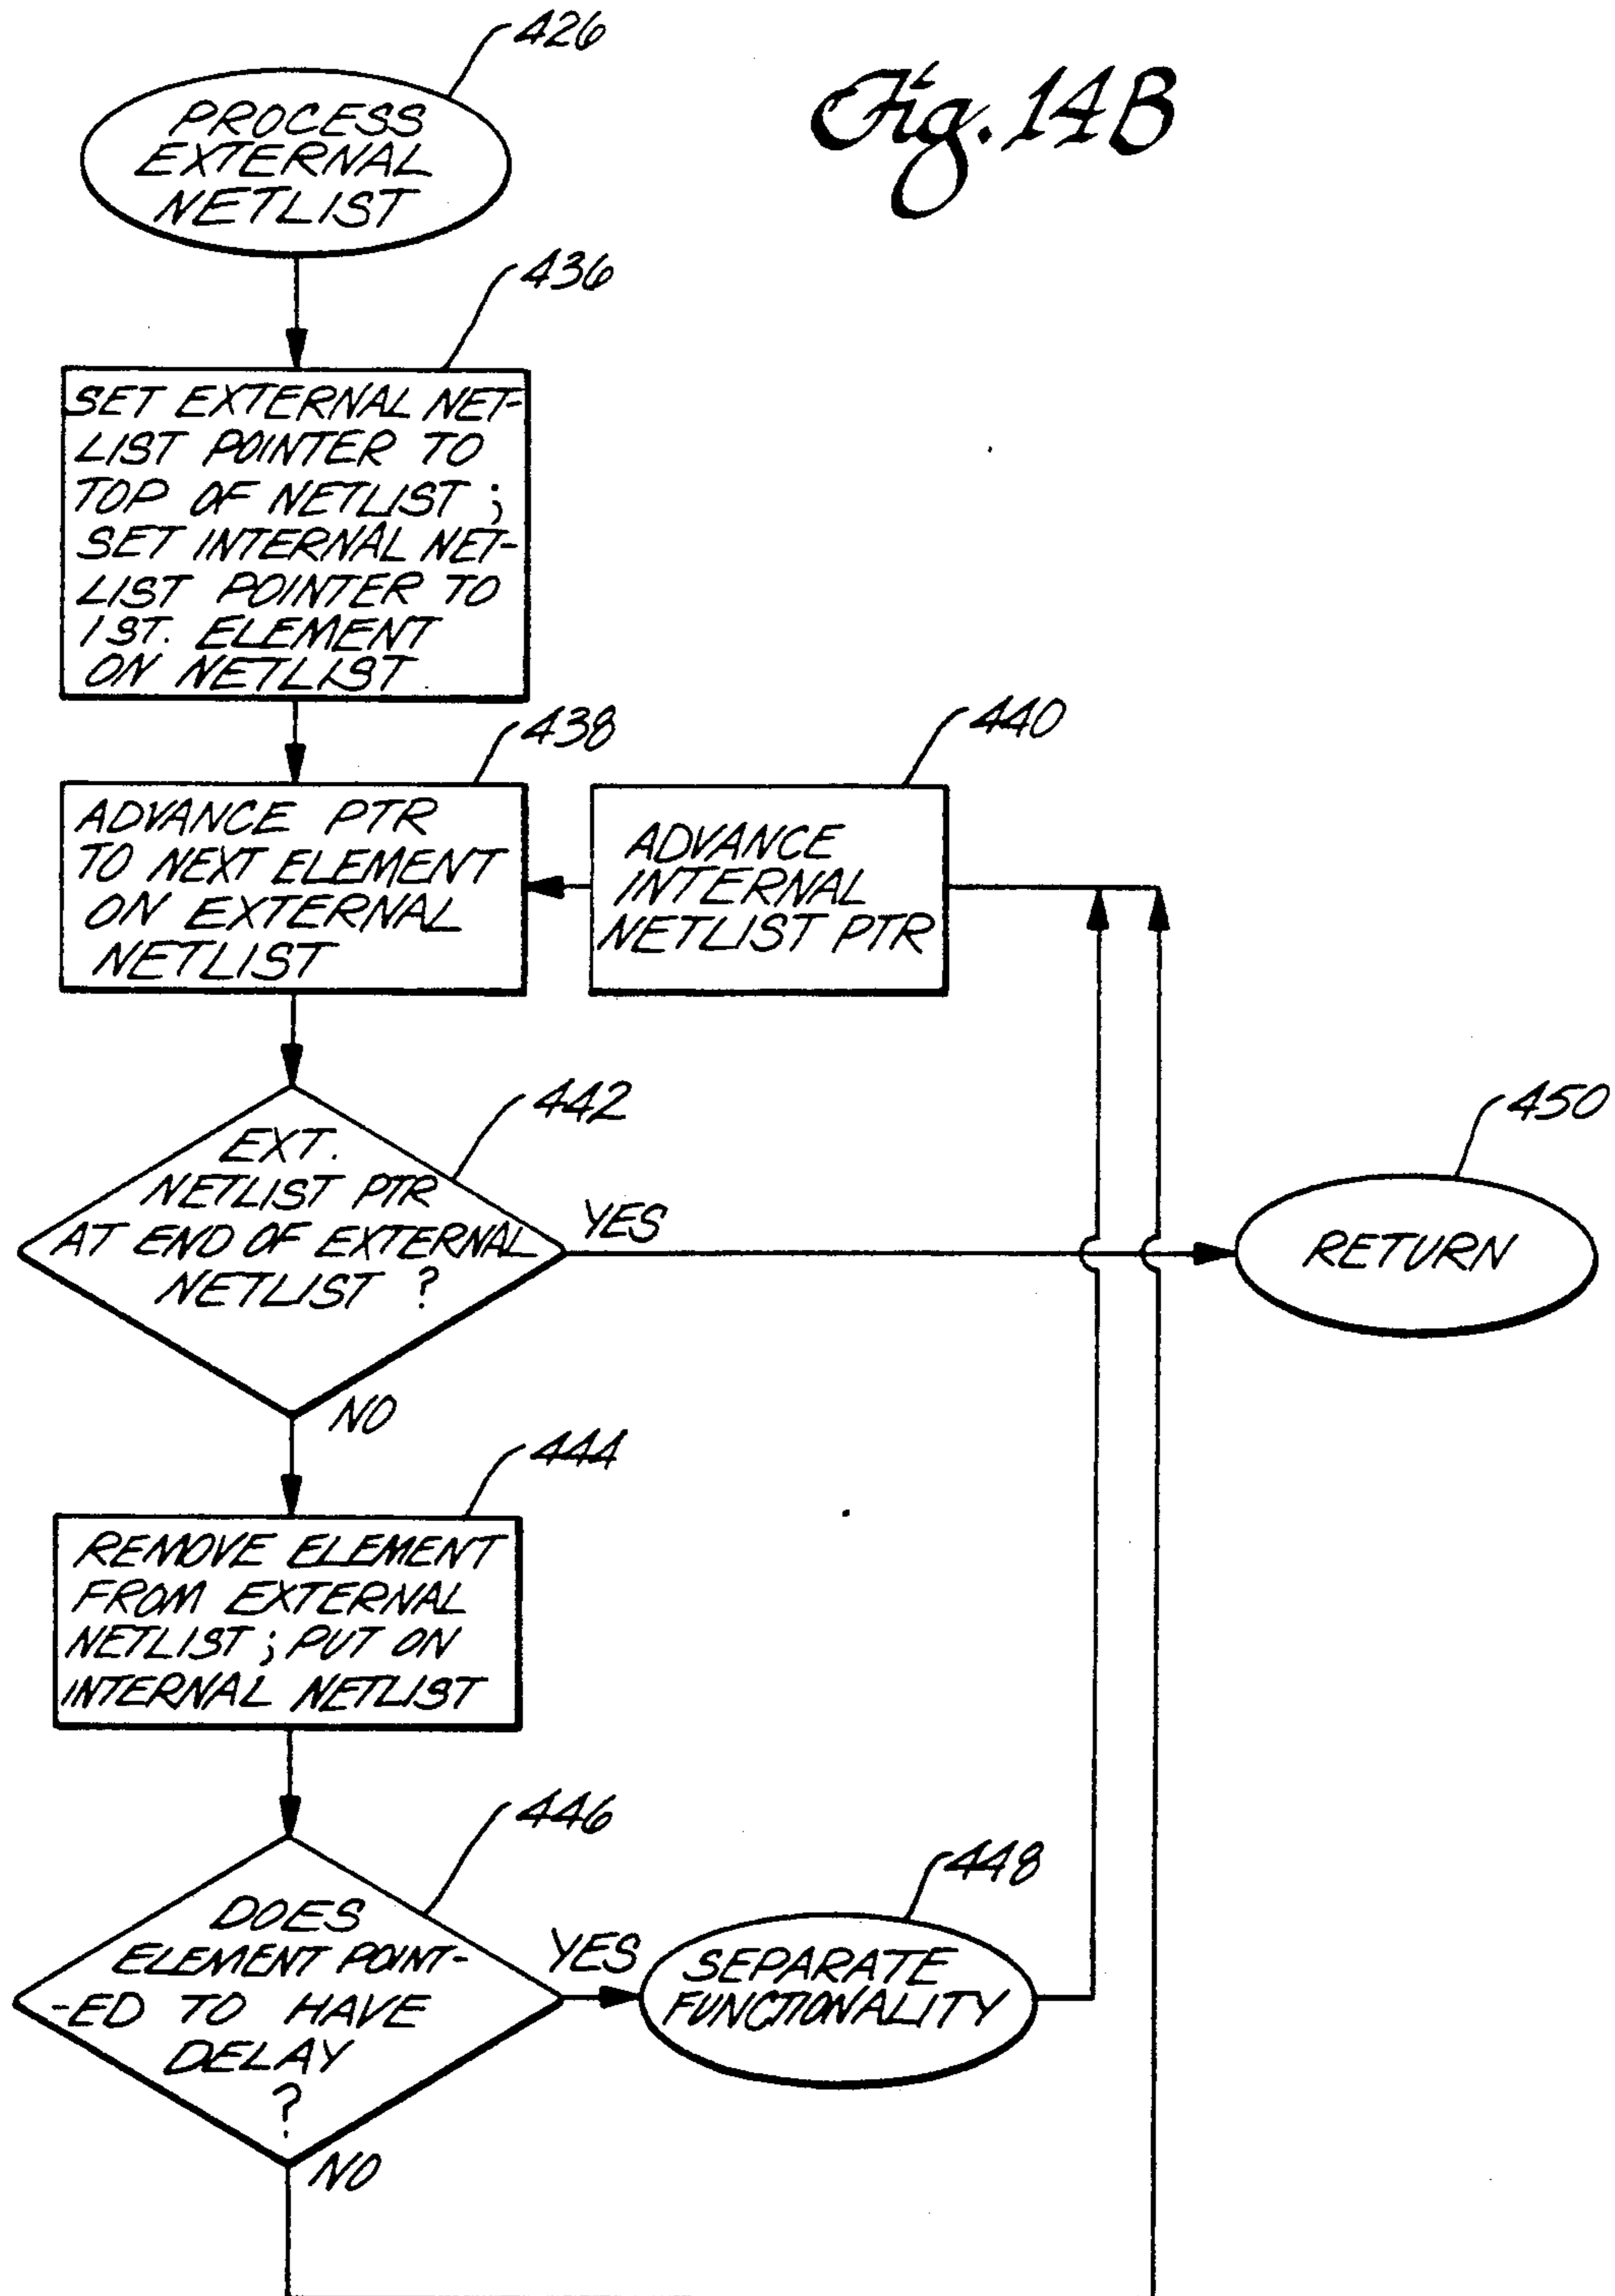 426
Fig. 14B
PROCESS
EXTERNAL
NETLIST
436
SET EXTERNAL NET-
LIST POINTER TO
TOP OF NETLIST;
SET INTERNAL NET-
LIST POINTER TO
1ST. ELEMENT
ON NETLIST
438
440
ADVANCE PTR
TO NEXT ELEMENT
ON EXTERNAL
NETLIST
ADVANCE
INTERNAL
NETLIST PTR
442
EXT.
NETLIST PTR
AT END OF EXTERNAL
NETLIST ?
YES
450
RETURN
NO
444
REMOVE ELEMENT
FROM EXTERNAL
NETLIST; PUT ON
INTERNAL NETLIST
446
DOES
ELEMENT POINT-
-ED TO HAVE
DELAY
?
YES
448
SEPARATE
FUNCTIONALITY
NO